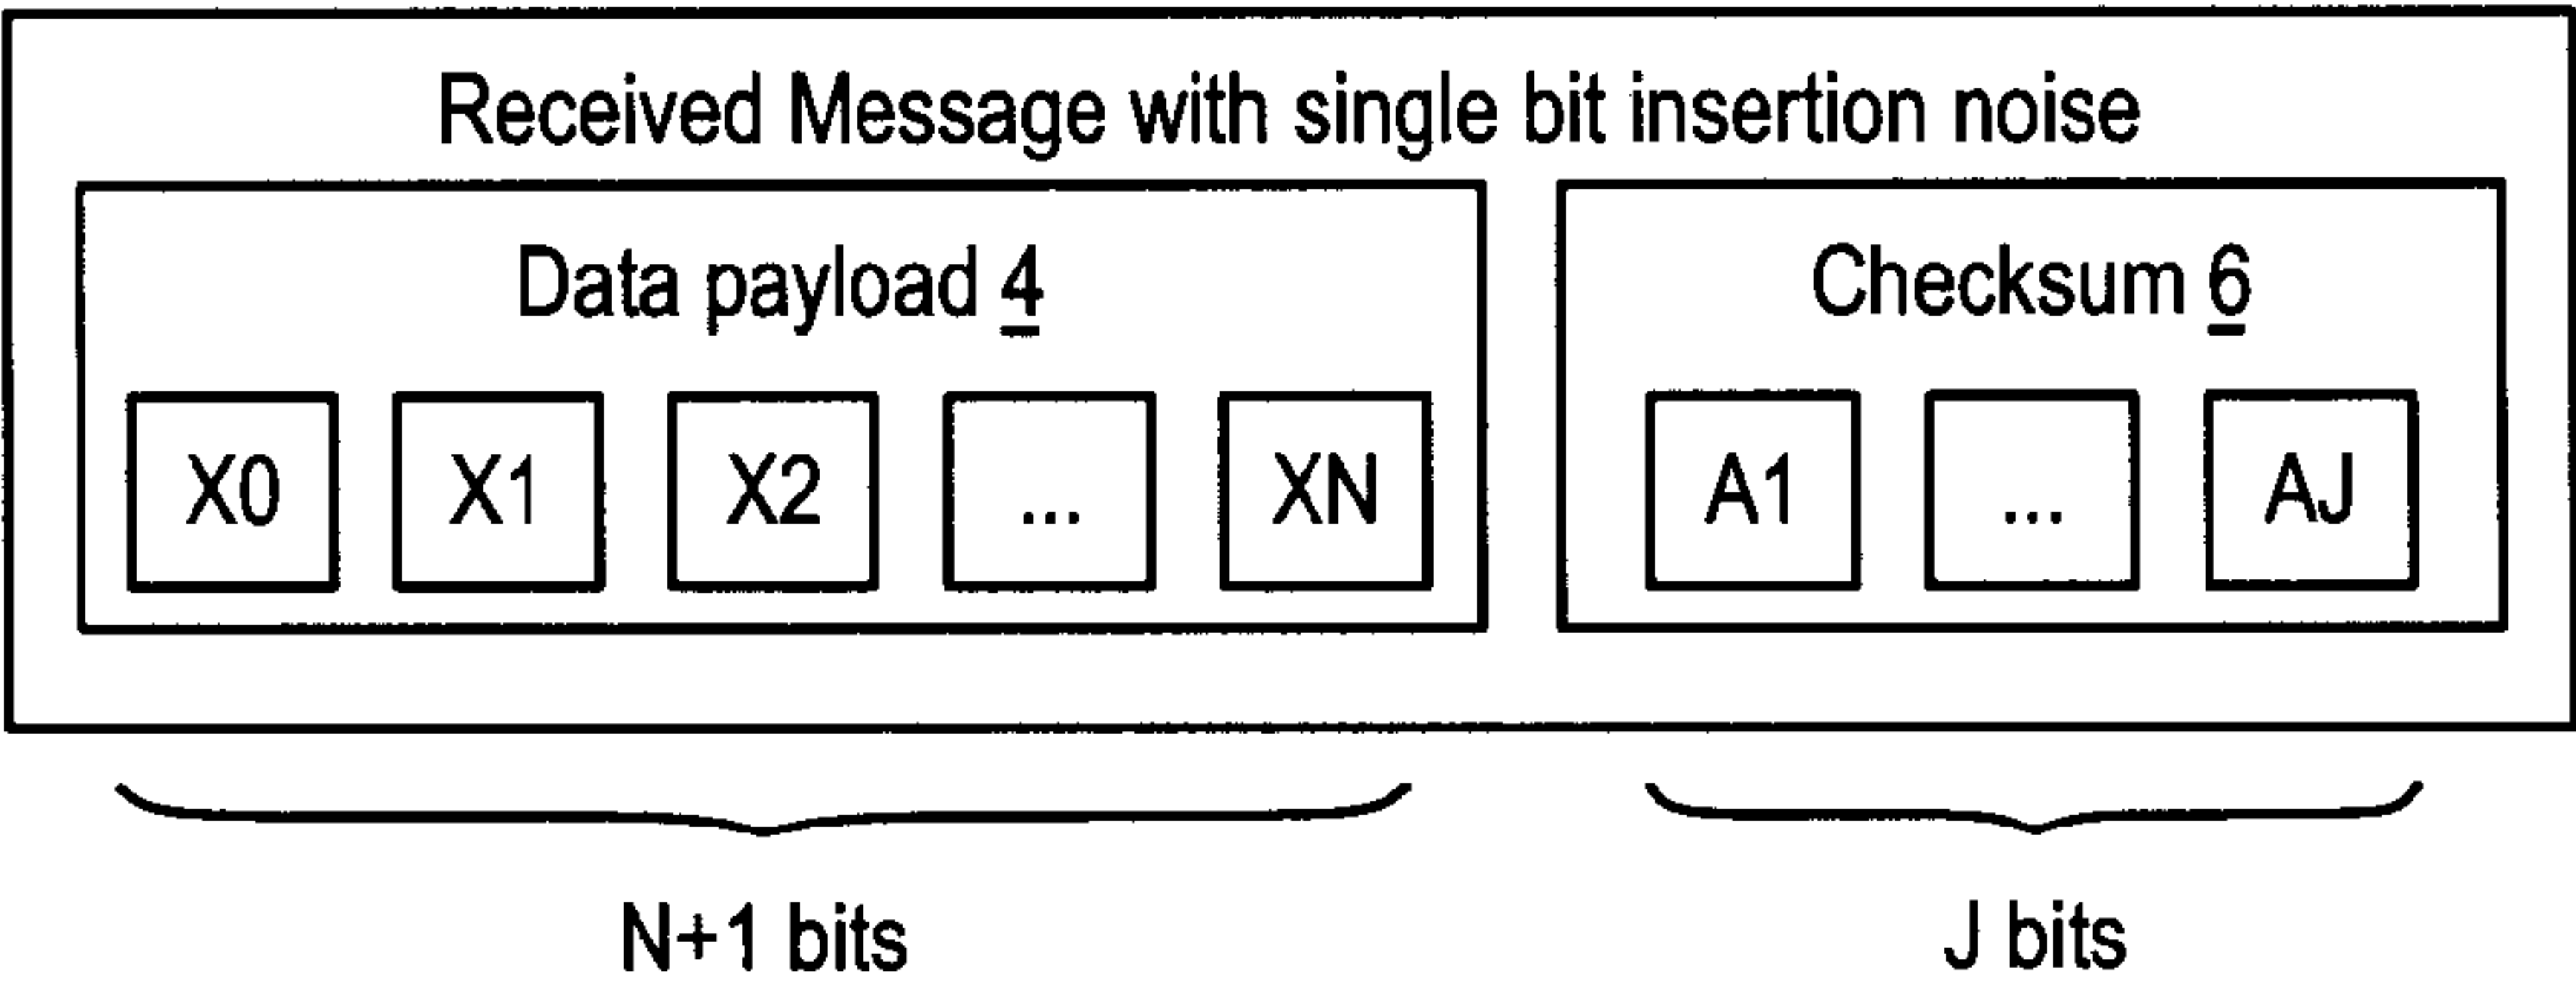 Received Message with single bit insertion noise
Data payload 4
Checksum 6
X0 X1 X2 ... XN
A1 ... AJ
N+1 bits
J bits